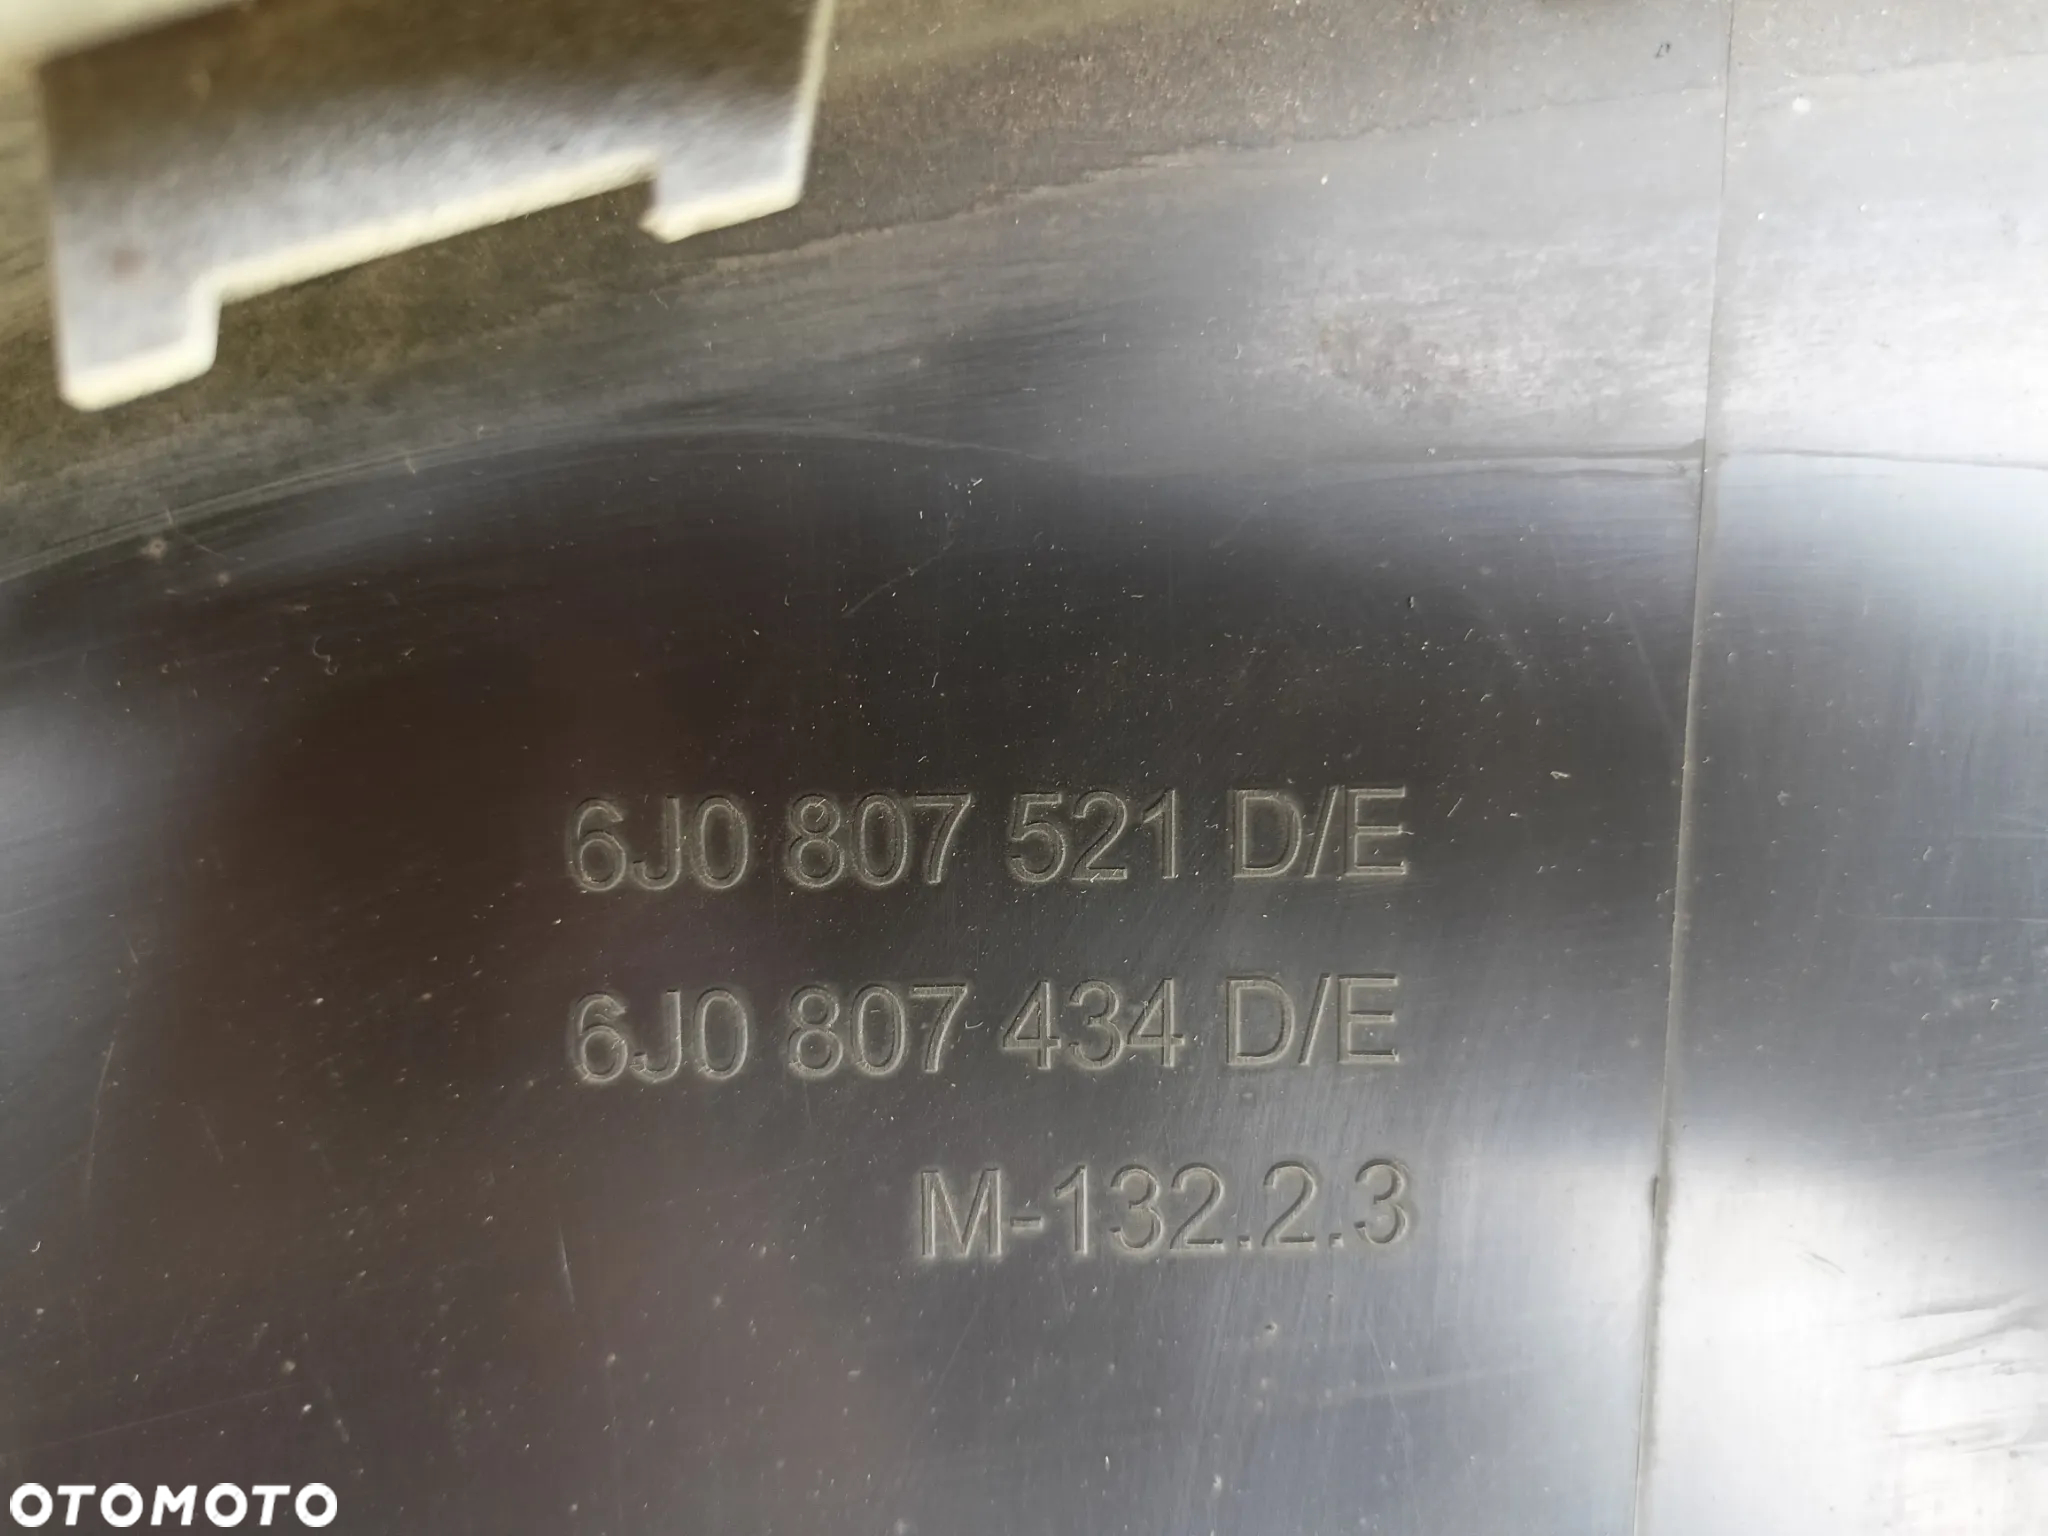 6J0 807 521 D/E
6J0 807 434 D/E
M-132.2.3
OTOMOTO